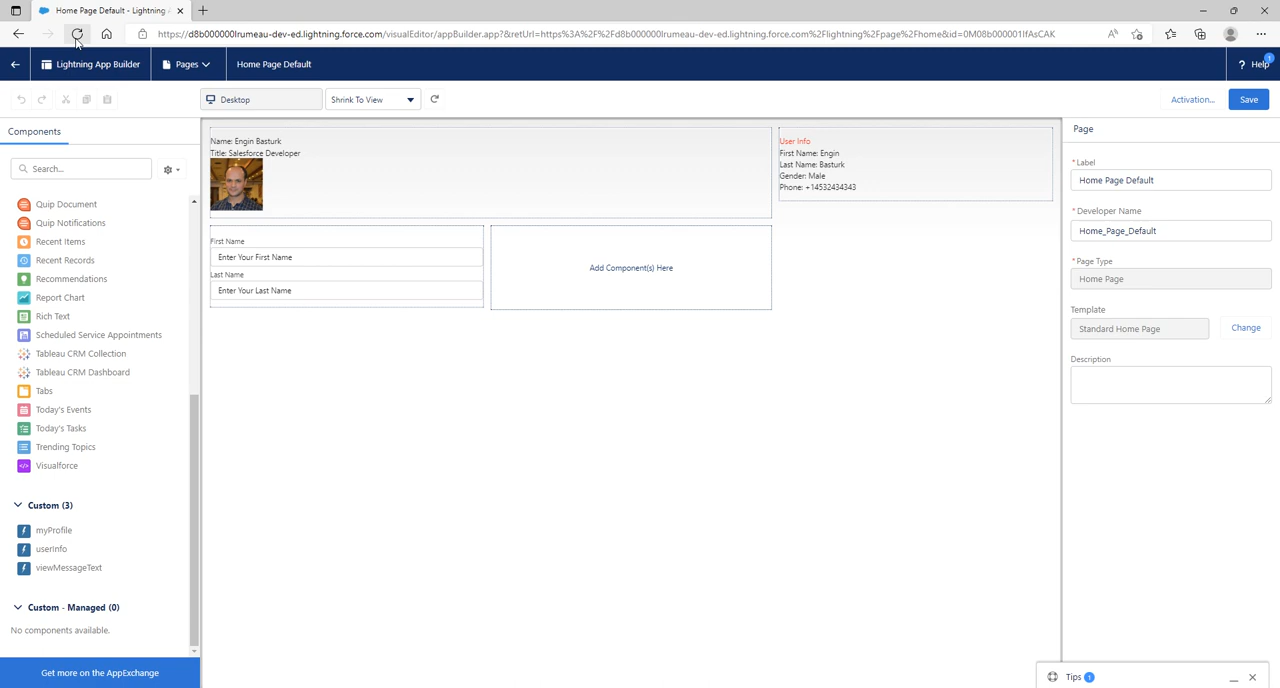 Home Page Default - Lightning A
https://d8b000000lrumeau-dev-ed.lightning.force.com/visualEditor/appBuilder.app?&retUrl=https%3A%2F%2Fd8b000000lrumeau-dev-ed.lightning.force.com%2Flightning%2Fpage%2Fhome&id=0M08b000001IfAsCAK
Lightning App Builder
Pages
Home Page Default
? Help
1
Desktop
Shrink To View
Activation...
Save
Components
Search...
Quip Document
Quip Notifications
Recent Items
Recent Records
Recommendations
Report Chart
Rich Text
Scheduled Service Appointments
Tableau CRM Collection
Tableau CRM Dashboard
Tabs
Today's Events
Today's Tasks
Trending Topics
Visualforce
Custom (3)
myProfile
userInfo
viewMessageText
Custom - Managed (0)
No components available.
Get more on the AppExchange
Name: Engin Basturk
Title: Salesforce Developer
First Name
Enter Your First Name
Last Name
Enter Your Last Name
Add Component(s) Here
User Info
First Name: Engin
Last Name: Basturk
Gender: Male
Phone: +14532434343
Page
* Label
Home Page Default
* Developer Name
Home_Page_Default
* Page Type
Home Page
Template
Standard Home Page
Change
Description
Tips 1